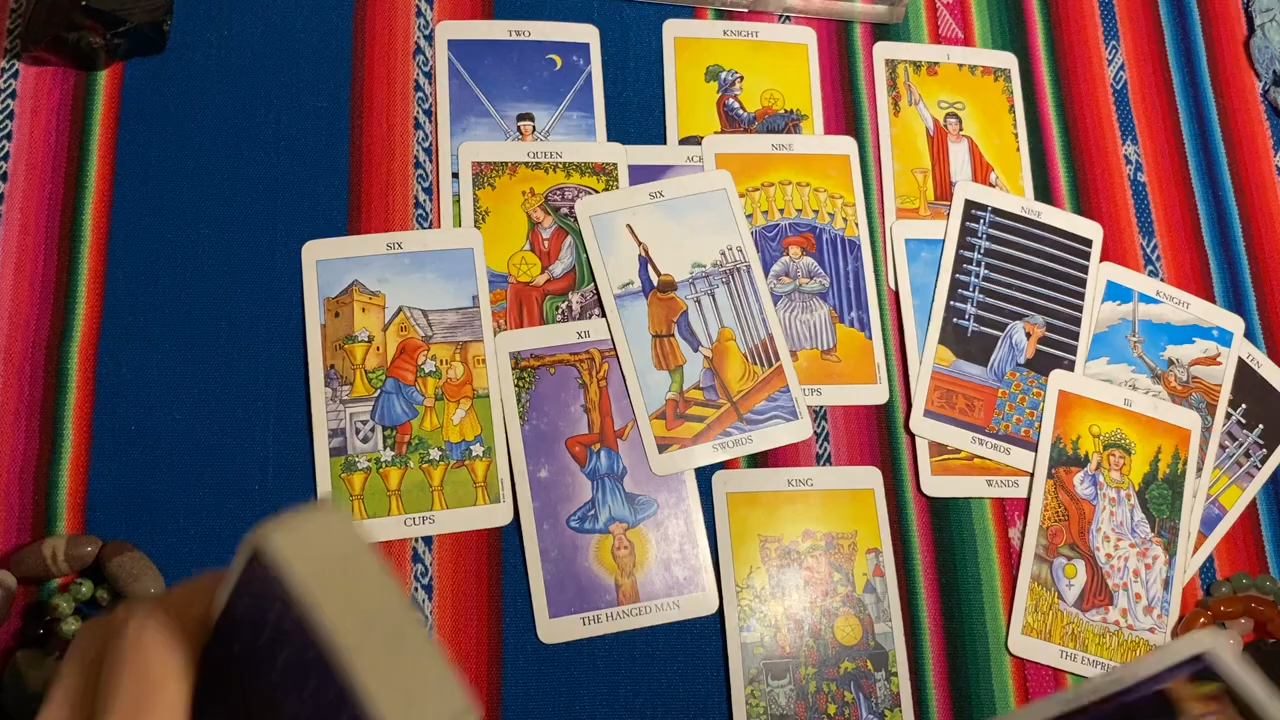 TWO
KNIGHT
I
QUEEN
ACE
NINE
SIX
NINE
SIX
KNIGHT
TEN
XII
CUPS
III
SWORDS
SWORDS
KING
WANDS
CUPS
THE HANGED MAN
THE EMPRE